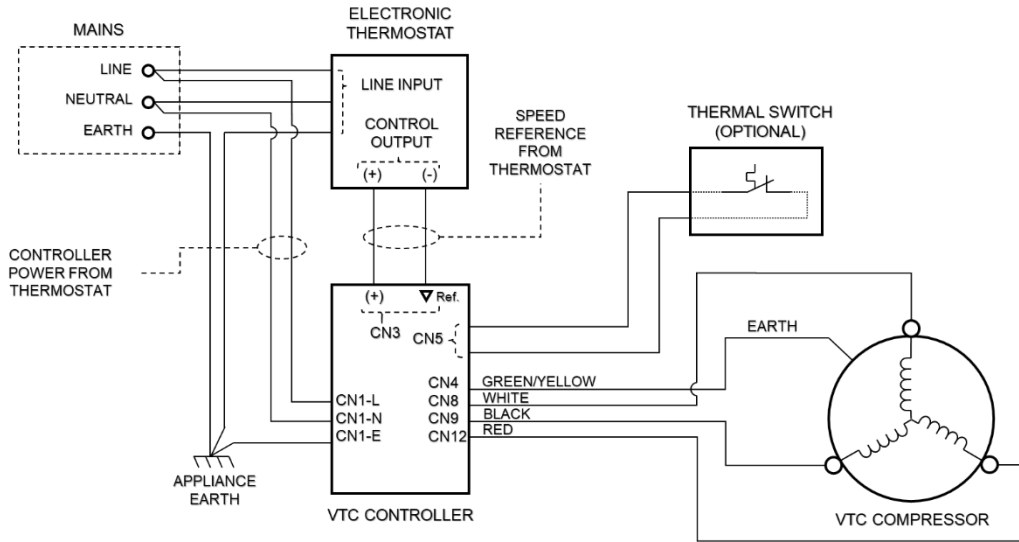 ELECTRONIC
THERMOSTAT
MAINS
LINE
NEUTRAL
EARTH
LINE INPUT
CONTROL
OUTPUT
(+)
(-)
SPEED
REFERENCE
FROM
THERMOSTAT
THERMAL SWITCH
(OPTIONAL)
CONTROLLER
POWER FROM
THERMOSTAT
(+)
Ref.
CN3
CN5
EARTH
CN4
GREEN/YELLOW
CN8
WHITE
CN9
BLACK
CN12
RED
CN1-L
CN1-N
CN1-E
APPLIANCE
EARTH
VTC CONTROLLER
VTC COMPRESSOR